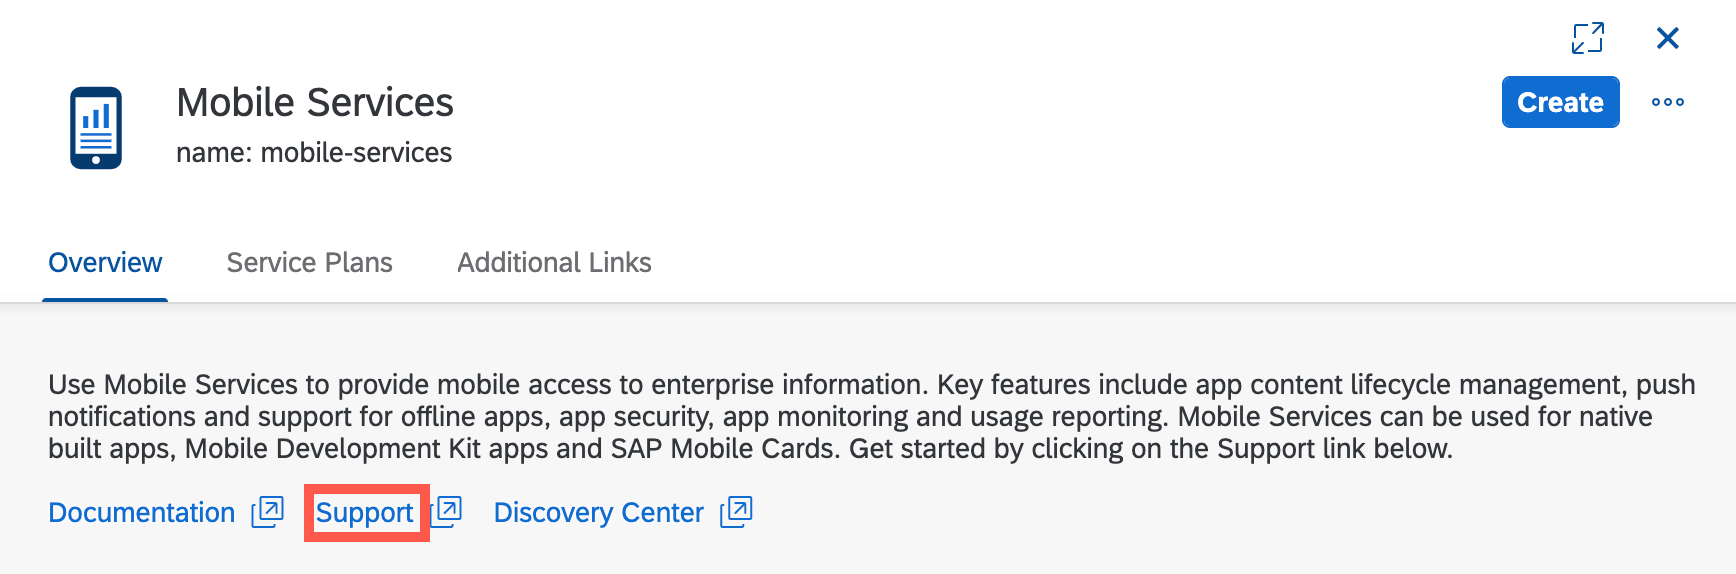 Mobile Services
Create
name: mobile-services
Overview Service Plans Additional Links
Use Mobile Services to provide mobile access to enterprise information. Key features include app content lifecycle management, push
notifications and support for offline apps, app security, app monitoring and usage reporting. Mobile Services can be used for native
built apps, Mobile Development Kit apps and SAP Mobile Cards. Get started by clicking on the Support link below.
Documentation Support Discovery Center